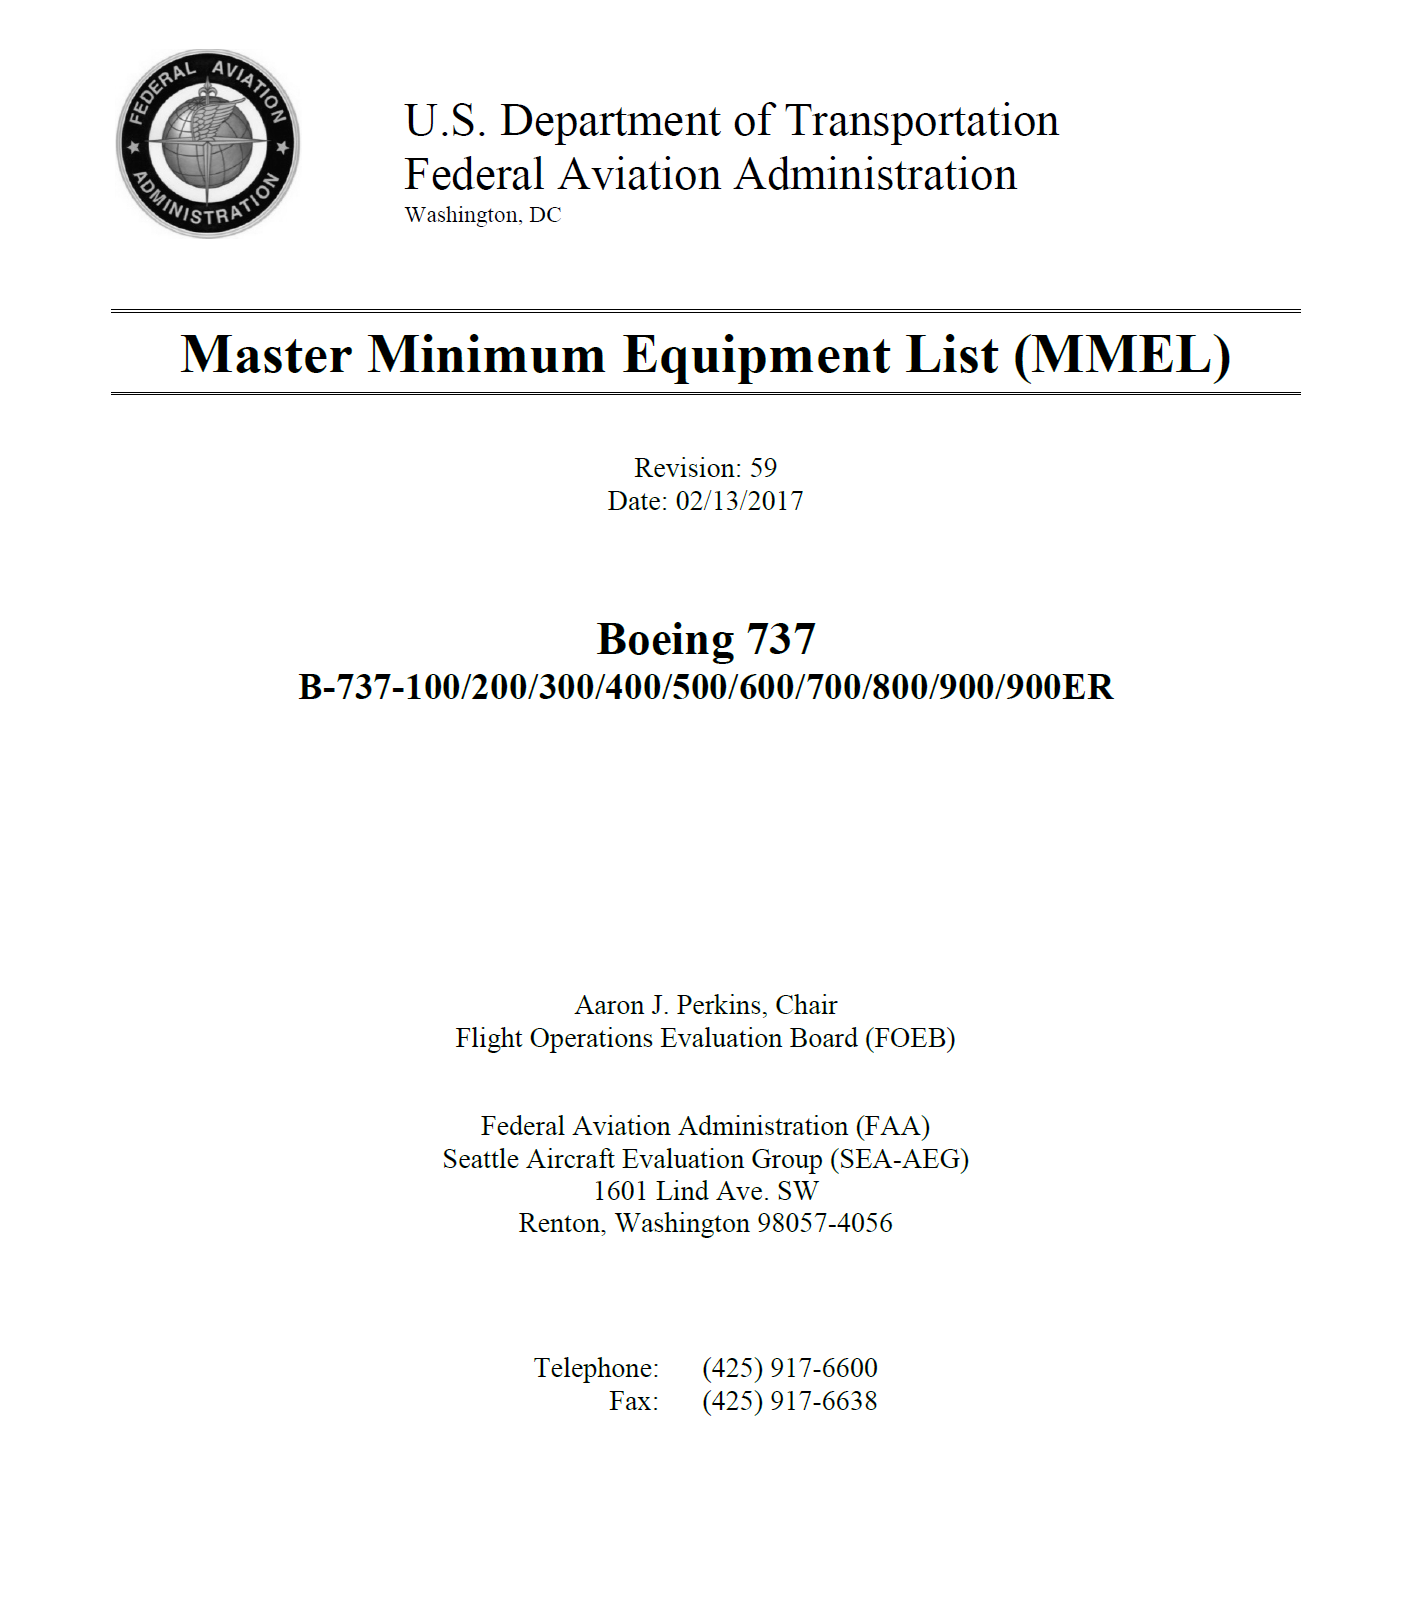 FEDERAL AVIATION
ADMINISTRATION
U.S. Department of Transportation
Federal Aviation Administration
Washington, DC
Master Minimum Equipment List (MMEL)
Revision: 59
Date: 02/13/2017
Boeing 737
B-737-100/200/300/400/500/600/700/800/900/900ER
Aaron J. Perkins, Chair
Flight Operations Evaluation Board (FOEB)
Federal Aviation Administration (FAA)
Seattle Aircraft Evaluation Group (SEA-AEG)
1601 Lind Ave. SW
Renton, Washington 98057-4056
Telephone: (425) 917-6600
Fax: (425) 917-6638